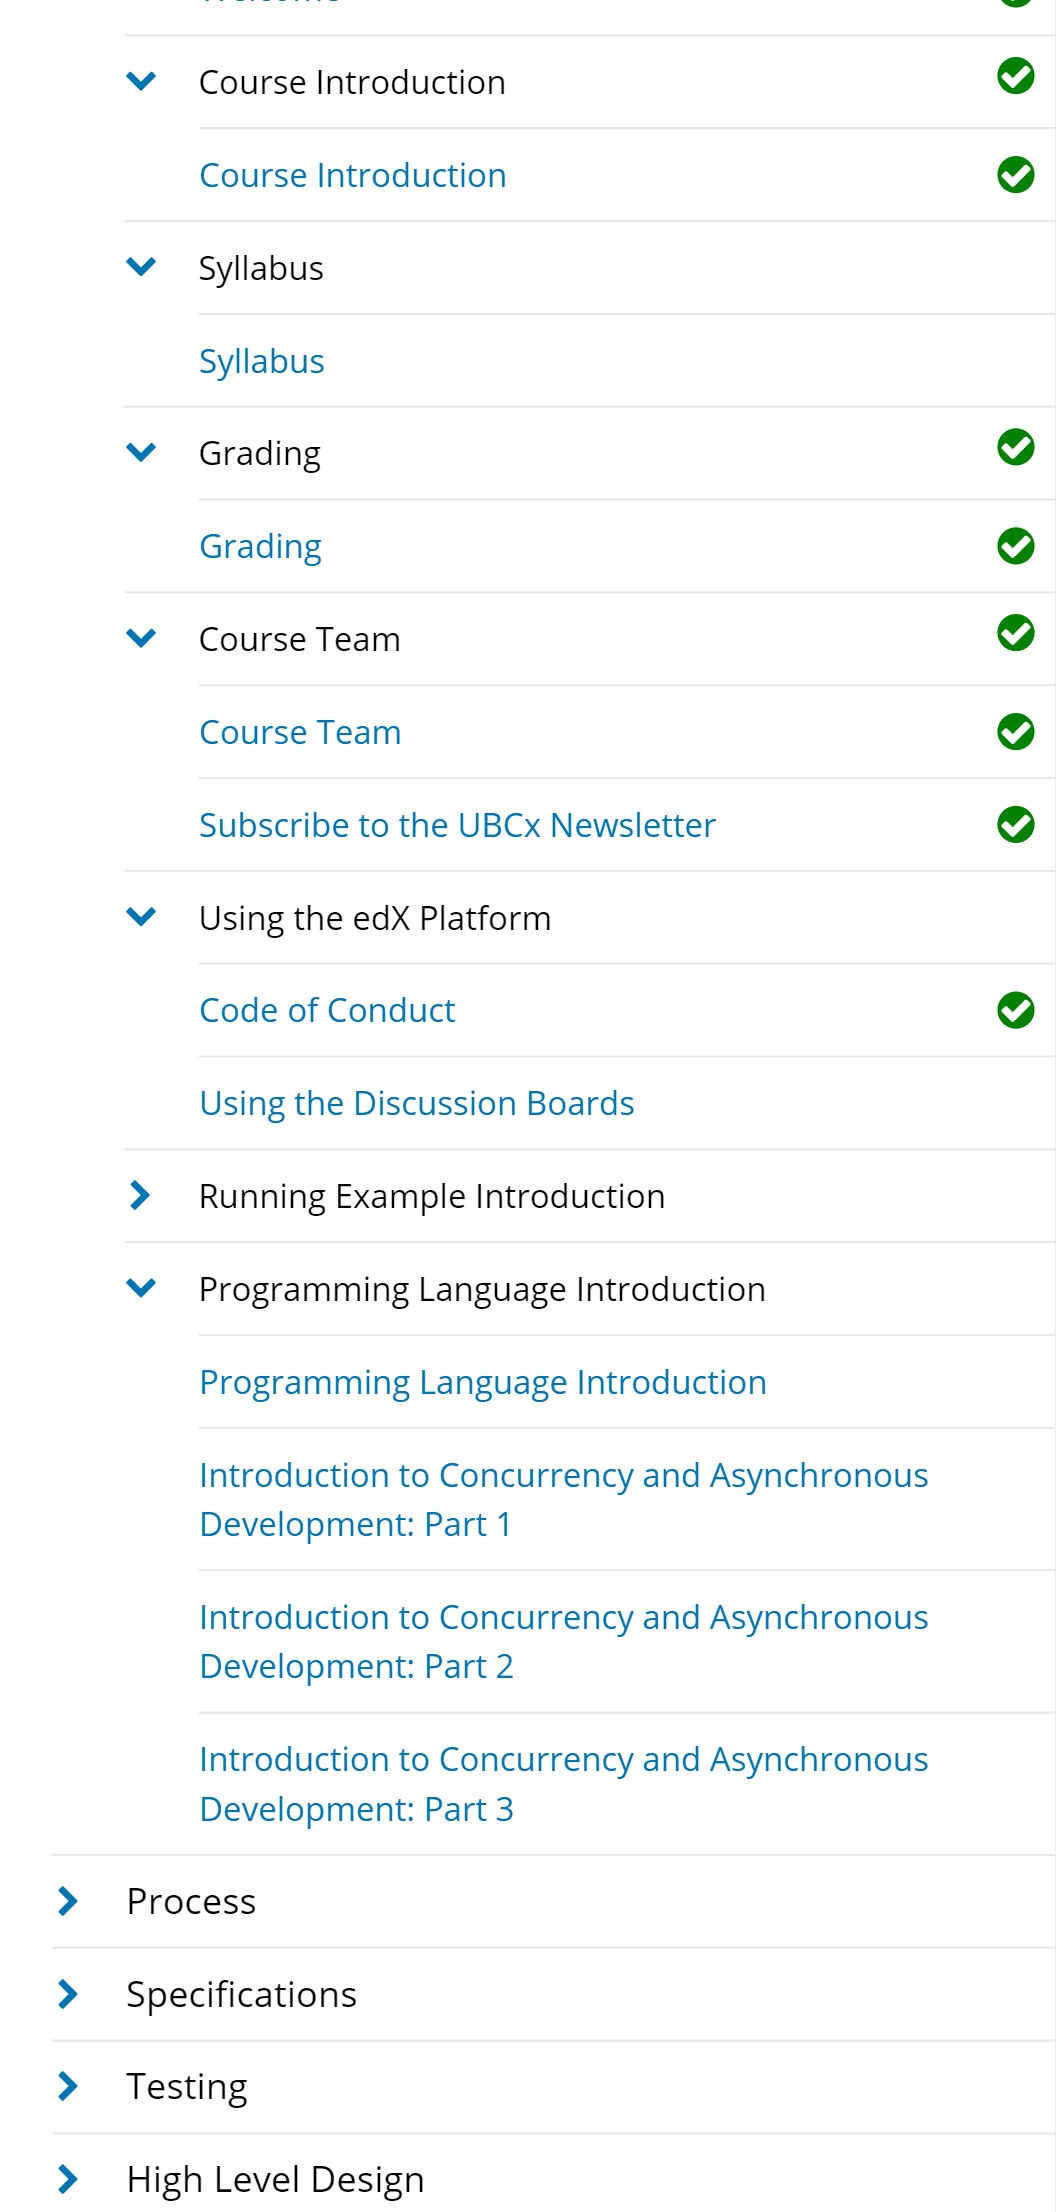 Welcome
Course Introduction
Course Introduction
Syllabus
Syllabus
Grading
Grading
Course Team
Course Team
Subscribe to the UBCx Newsletter
Using the edX Platform
Code of Conduct
Using the Discussion Boards
Running Example Introduction
Programming Language Introduction
Programming Language Introduction
Introduction to Concurrency and Asynchronous
Development: Part 1
Introduction to Concurrency and Asynchronous
Development: Part 2
Introduction to Concurrency and Asynchronous
Development: Part 3
Process
Specifications
Testing
High Level Design